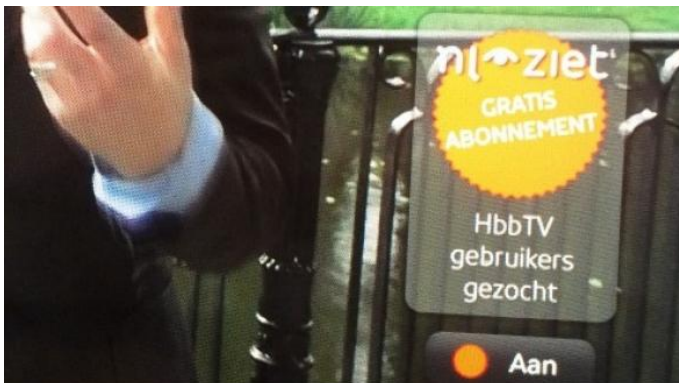 nlziet
GRATIS
ABONNEMENT
HbbTV
gebruikers
gezocht
Aan